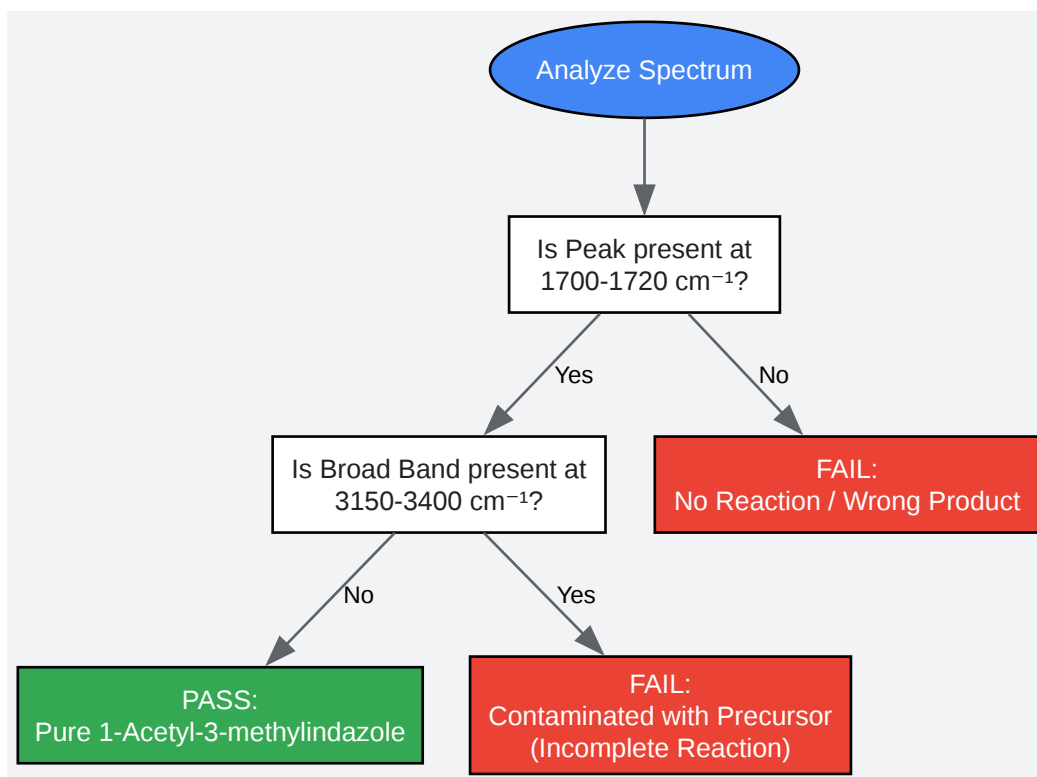 Analyze Spectrum
Is Peak present at
1700-1720 cm⁻¹?
Yes
No
Is Broad Band present at
3150-3400 cm⁻¹?
FAIL:
No Reaction / Wrong Product
No
Yes
PASS:
Pure 1-Acetyl-3-methylindazole
FAIL:
Contaminated with Precursor
(Incomplete Reaction)